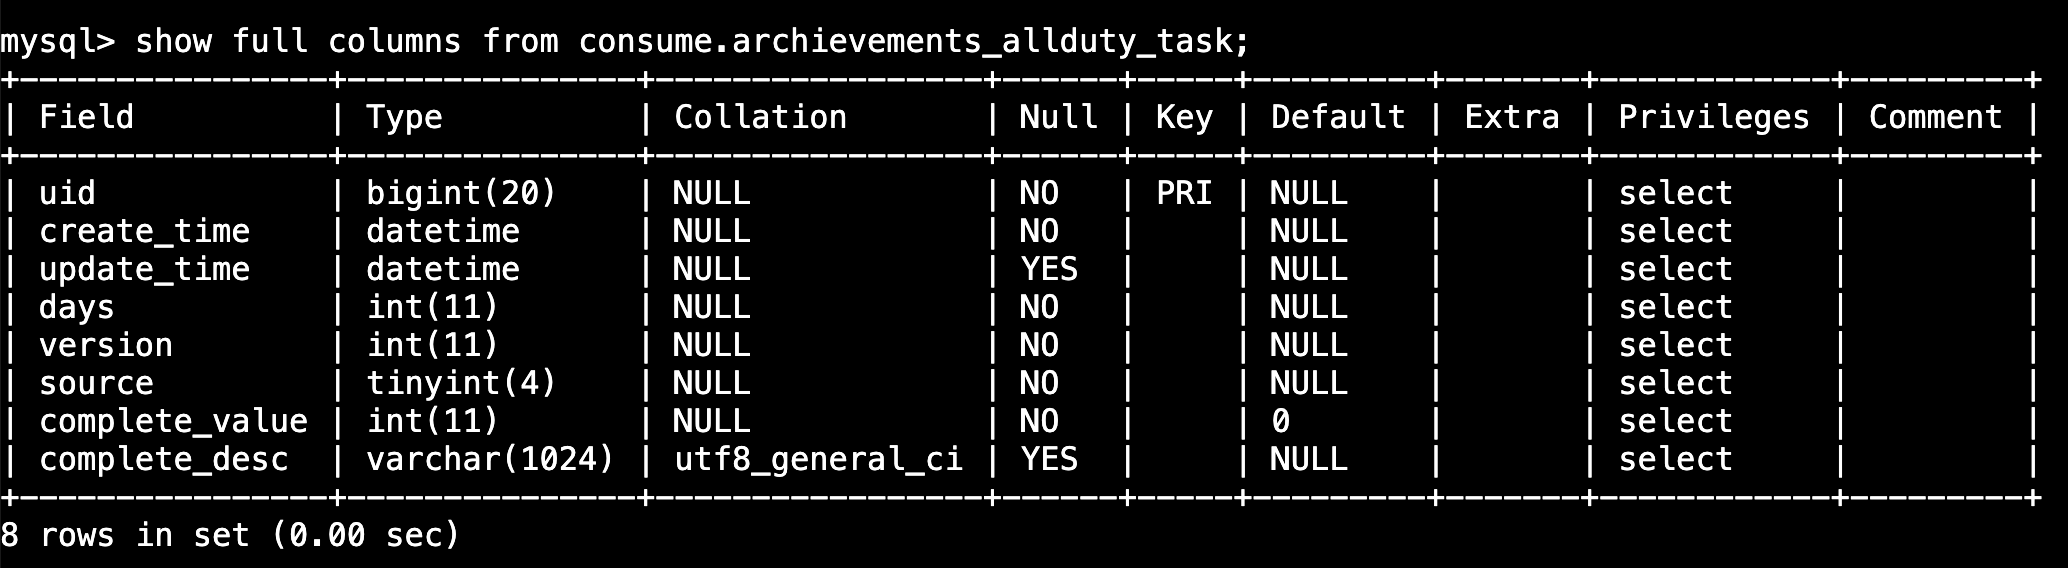 mysql> show full columns from consume.archievements_allduty_task;
+----------------+---------------+-----------------+------+-----+---------+-------+------------+---------+
| Field          | Type          | Collation       | Null | Key | Default | Extra | Privileges | Comment |
+----------------+---------------+-----------------+------+-----+---------+-------+------------+---------+
| uid            | bigint(20)    | NULL            | NO   | PRI | NULL    |       | select     |         |
| create_time    | datetime      | NULL            | NO   |     | NULL    |       | select     |         |
| update_time    | datetime      | NULL            | YES  |     | NULL    |       | select     |         |
| days           | int(11)       | NULL            | NO   |     | NULL    |       | select     |         |
| version        | int(11)       | NULL            | NO   |     | NULL    |       | select     |         |
| source         | tinyint(4)    | NULL            | NO   |     | NULL    |       | select     |         |
| complete_value | int(11)       | NULL            | NO   |     | 0       |       | select     |         |
| complete_desc  | varchar(1024) | utf8_general_ci | YES  |     | NULL    |       | select     |         |
+----------------+---------------+-----------------+------+-----+---------+-------+------------+---------+
8 rows in set (0.00 sec)